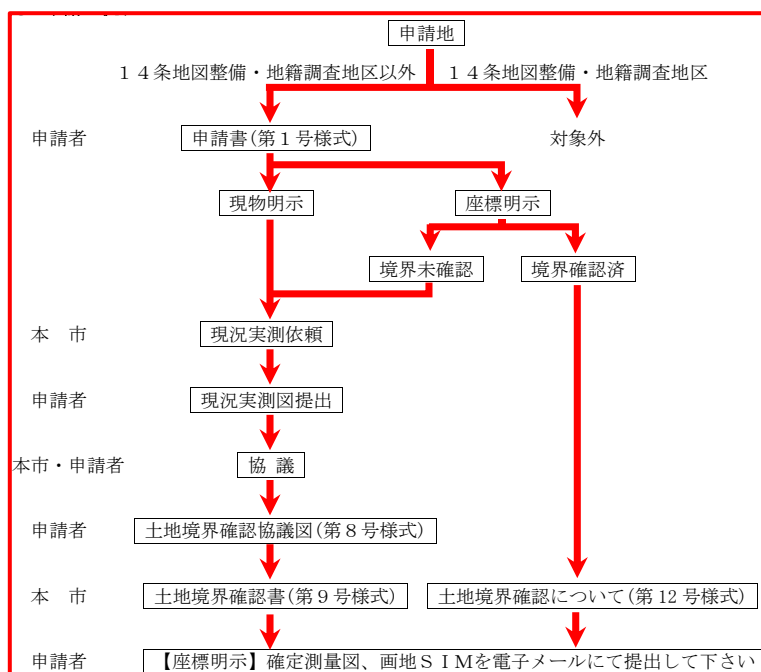 申請地
１４条地図整備・地籍調査地区以外 １４条地図整備・地籍調査地区
申請者 申請書(第１号様式) 対象外
現物明示 座標明示
境界未確認 境界確認済
本　市 現況実測依頼
申請者 現況実測図提出
本市・申請者 協 議
申請者 土地境界確認協議図(第８号様式)
本　市 土地境界確認書(第９号様式) 土地境界確認について(第 12 号様式)
申請者 【座標明示】確定測量図、画地ＳＩＭを電子メールにて提出して下さい